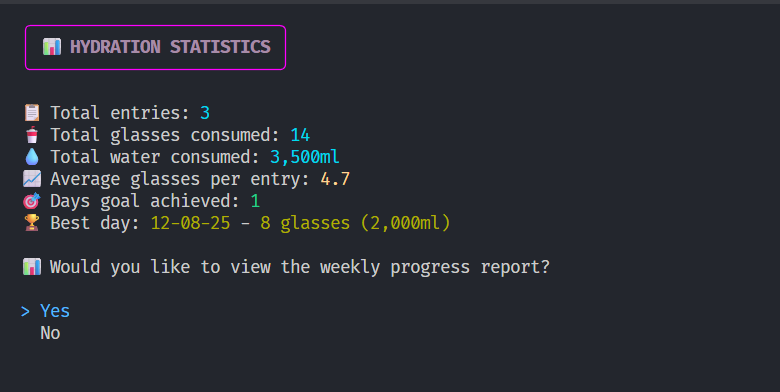 📊 HYDRATION STATISTICS
📋 Total entries: 3
🥤 Total glasses consumed: 14
💧 Total water consumed: 3,500ml
📈 Average glasses per entry: 4.7
🎯 Days goal achieved: 1
🏆 Best day: 12-08-25 - 8 glasses (2,000ml)
📊 Would you like to view the weekly progress report?
> Yes
No